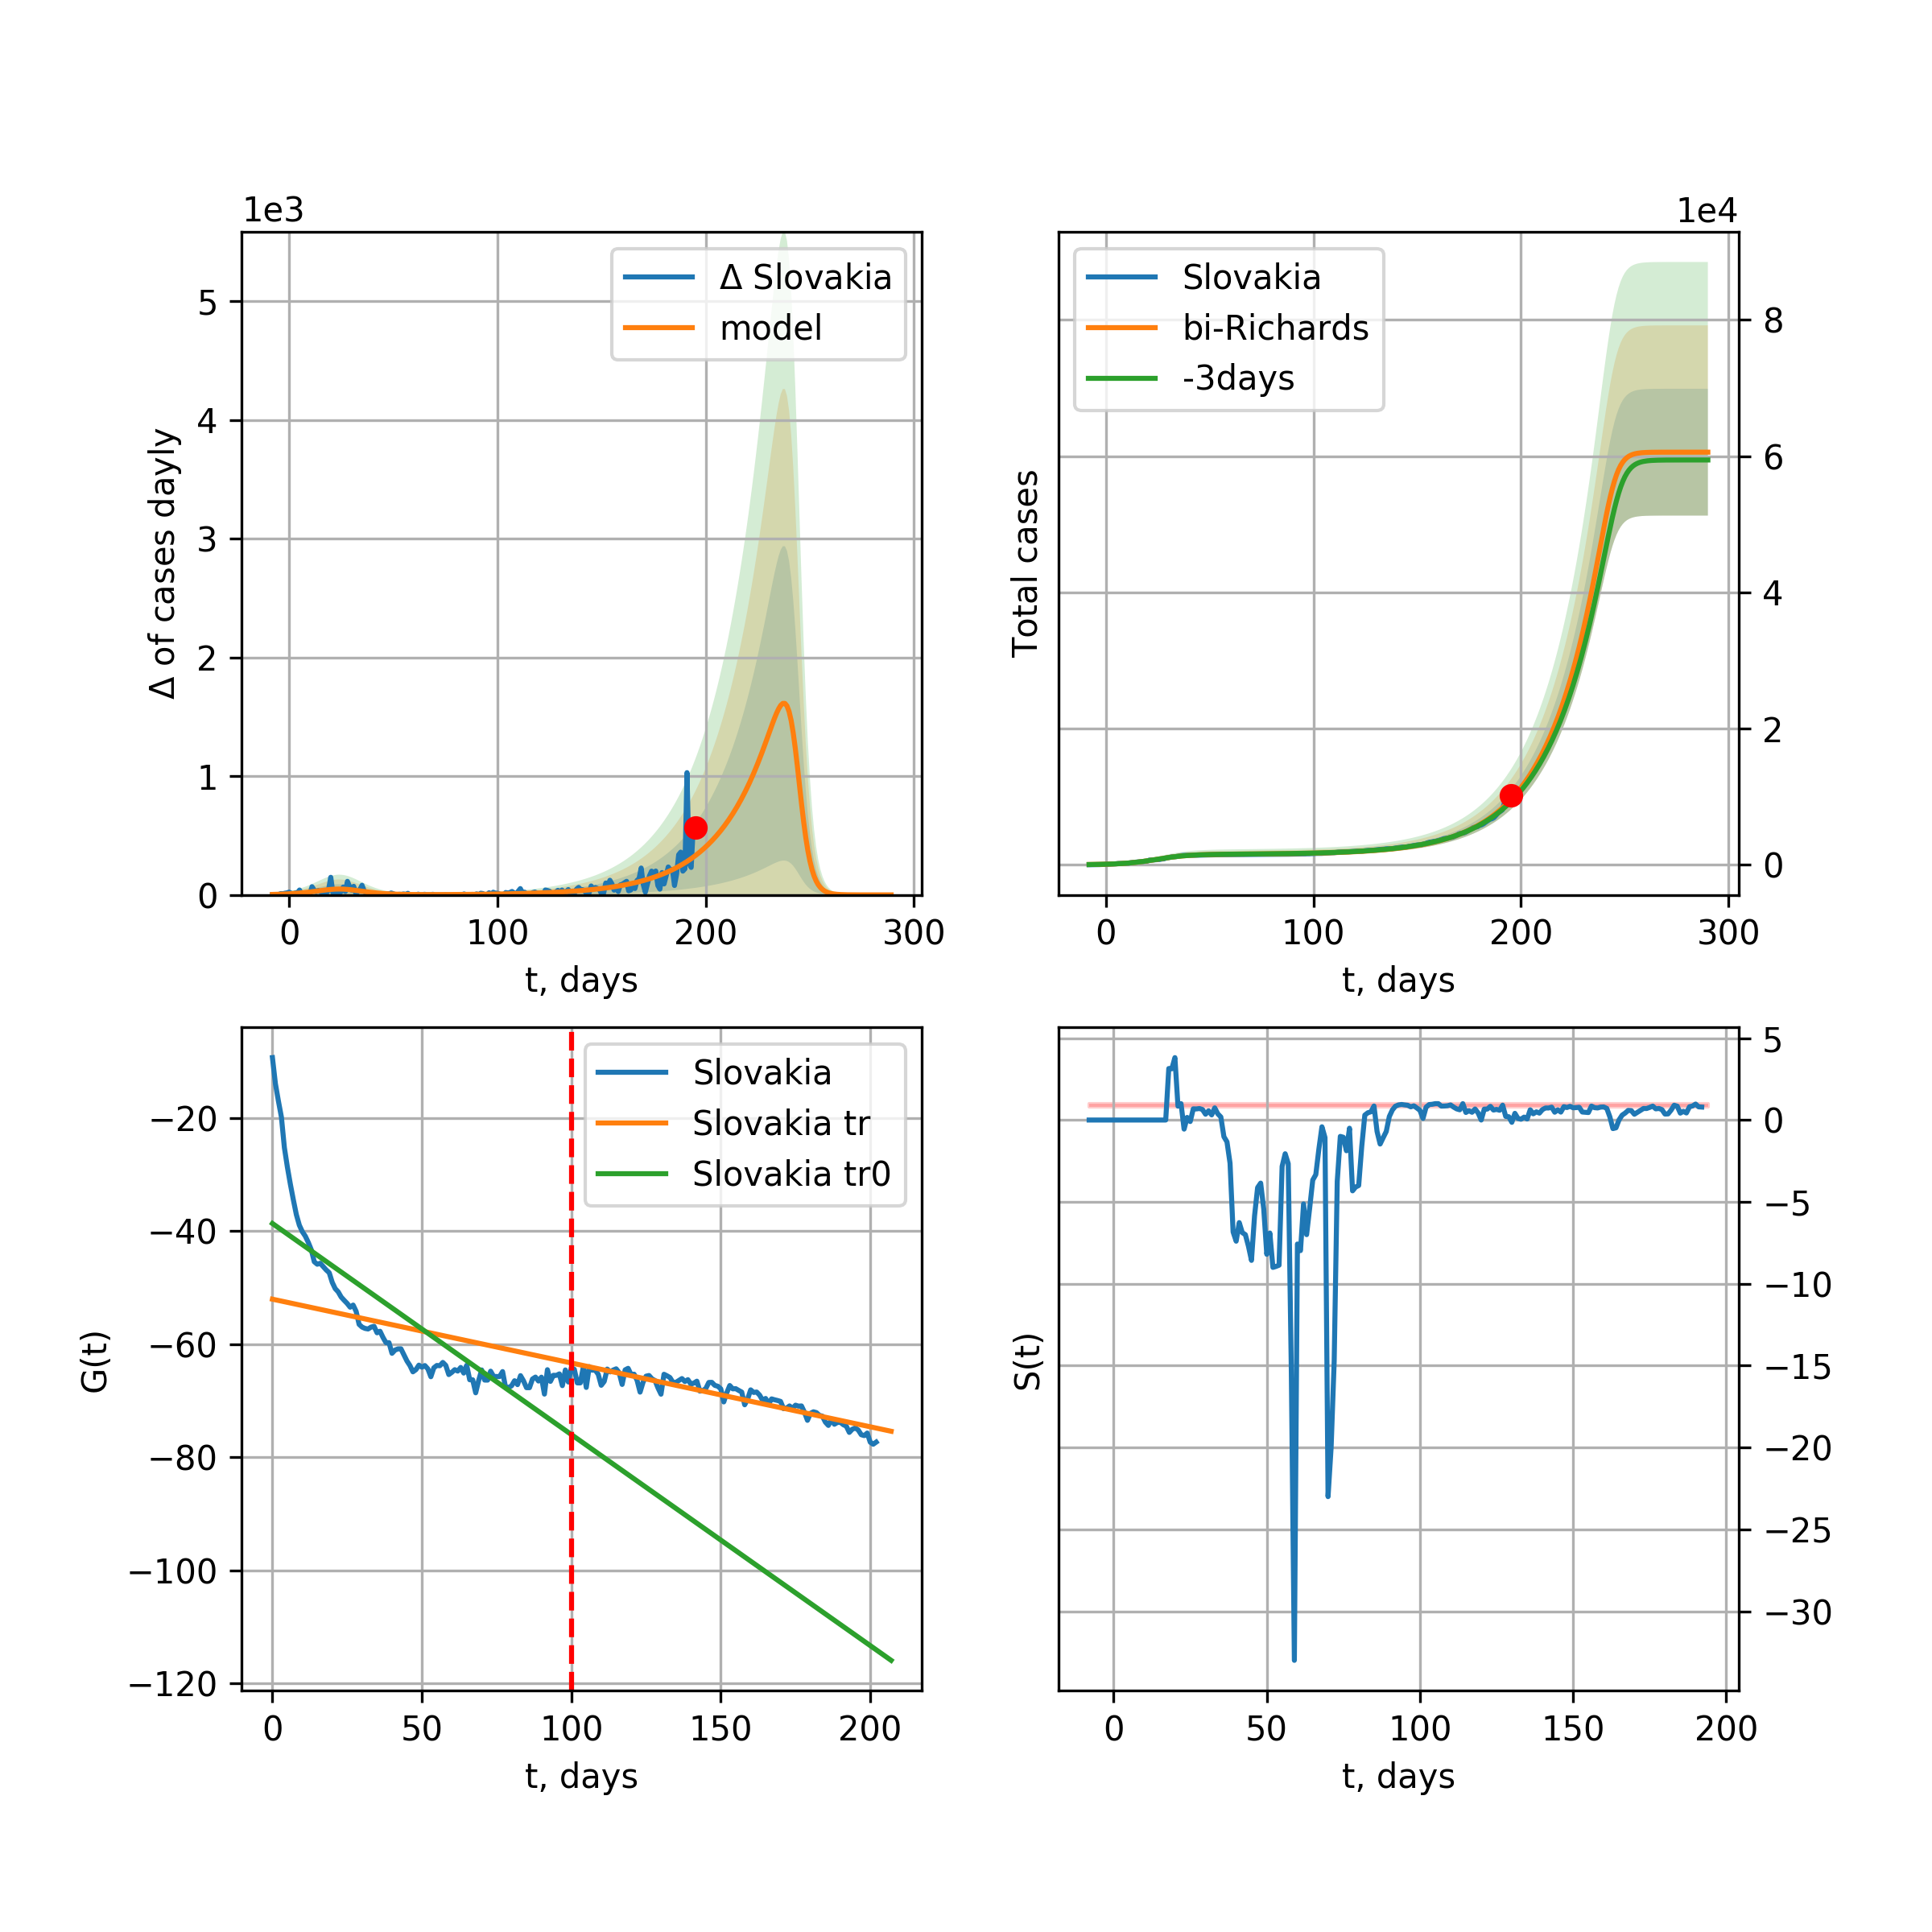 1e3
Δ of cases dayly
5
4
3
2
1
0
0 100 200 300
t, days
Δ Slovakia
model
1e4
Total cases
8
6
4
2
0
0 100 200 300
t, days
Slovakia
bi-Richards
-3days
G(t)
−20
−40
−60
−80
−100
−120
0 50 100 150 200
t, days
Slovakia
Slovakia tr
Slovakia tr0
S(t)
5
0
−5
−10
−15
−20
−25
−30
0 50 100 150 200
t, days